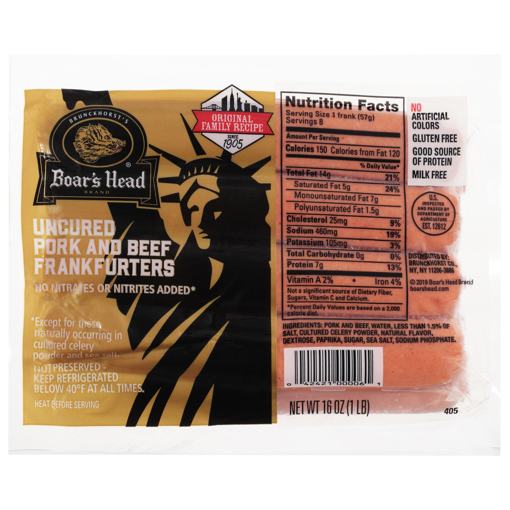 BRUNCKHORST'S
Boar's Head
BRAND
UNCURED
PORK AND BEEF
FRANKFURTERS
NO NITRATES OR NITRITES ADDED*
*Except for those
naturally occurring in
cultured celery
powder and sea salt.
NOT PRESERVED -
KEEP REFRIGERATED
BELOW 40°F AT ALL TIMES.
HEAT BEFORE SERVING
ORIGINAL
FAMILY RECIPE
SINCE
1905
Nutrition Facts
Serving Size 1 frank (57g)
Servings 8
Amount Per Serving
Calories 150 Calories from Fat 120
% Daily Value*
Total Fat 14g 21%
Saturated Fat 5g 24%
Monounsaturated Fat 7g
Polyunsaturated Fat 1.5g
Cholesterol 25mg 9%
Sodium 460mg 19%
Potassium 105mg 3%
Total Carbohydrate 0g 0%
Protein 7g 13%
Vitamin A 2% • Iron 4%
Not a significant source of Dietary Fiber,
Sugars, Vitamin C and Calcium.
*Percent Daily Values are based on a 2,000
calorie diet.
INGREDIENTS: PORK AND BEEF, WATER, LESS THAN 1.5% OF
SALT, CULTURED CELERY POWDER, NATURAL FLAVOR,
DEXTROSE, PAPRIKA, SUGAR, SEA SALT, SODIUM PHOSPHATE.
NET WT 16 OZ (1 LB)
NO
ARTIFICIAL
COLORS
GLUTEN FREE
GOOD SOURCE
OF PROTEIN
MILK FREE
U.S.
INSPECTED
AND PASSED BY
DEPARTMENT OF
AGRICULTURE
EST. 12612
DISTRIBUTED BY:
BRUNCKHORST CO.
NY, NY 11206-3886
© 2016 Boar's Head Brand
boarshead.com
405